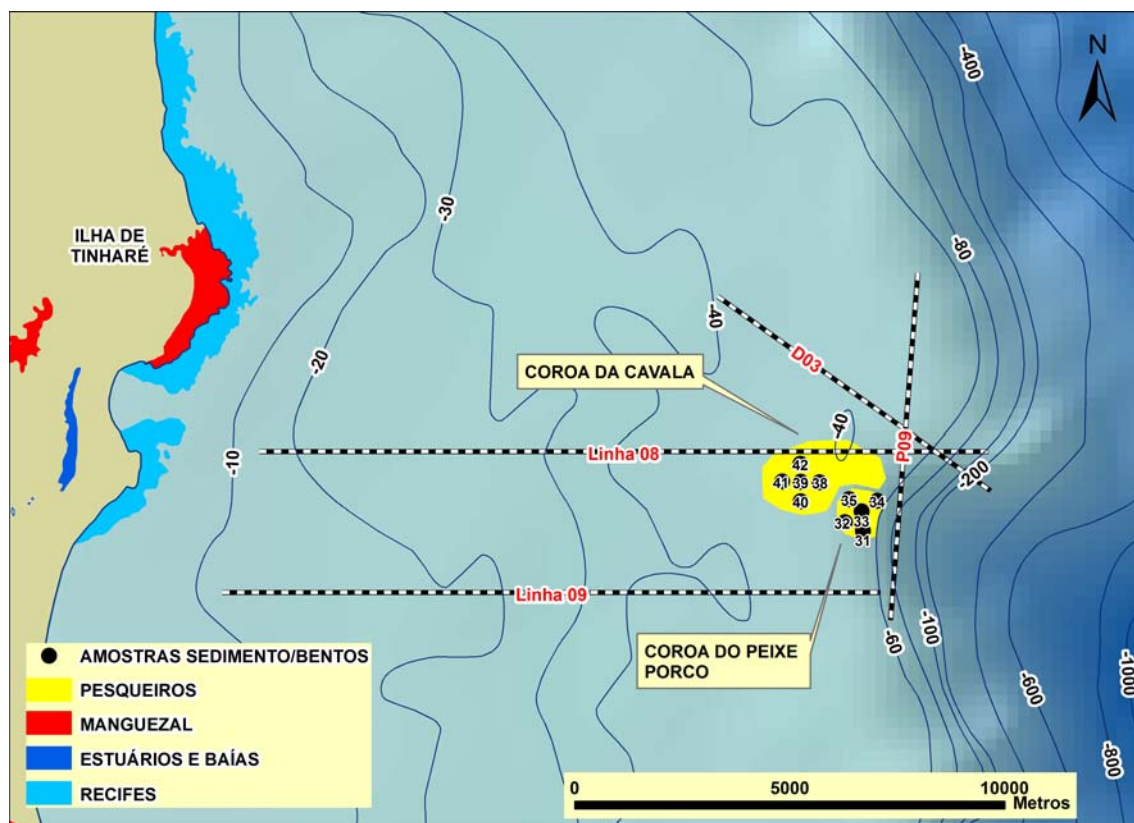 N
-400
-30
ILHA DE
TINHARÉ
-80
-40
-20
D03
COROA DA CAVALA
-40
P09
-10
Linha 08
42
-200
41 39 38
40
35 34
32 33
31
Linha 09
-60
-100
COROA DO PEIXE
PORCO
-600
-1000
-800
AMOSTRAS SEDIMENTO/BENTOS
PESQUEIROS
MANGUEZAL
ESTUÁRIOS E BAÍAS
RECIFES
0 5000 10000
Metros